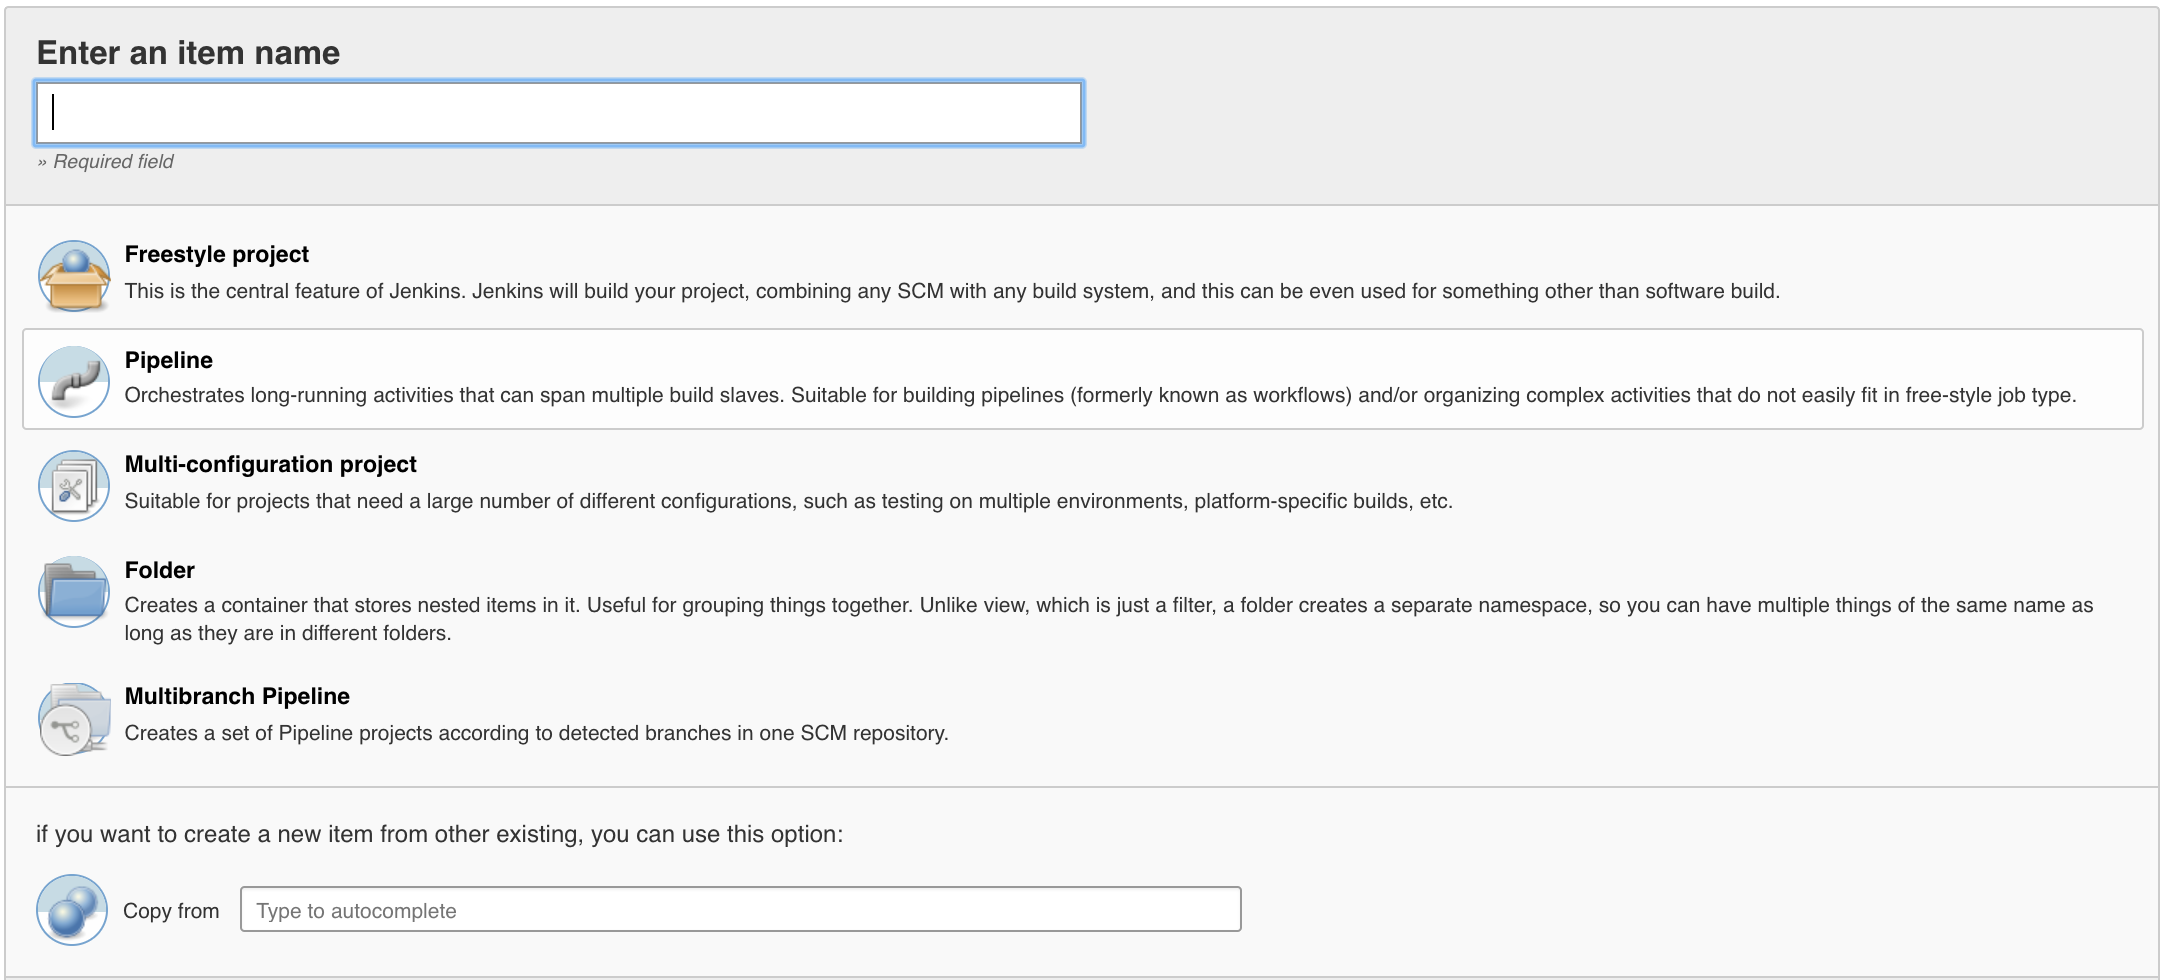 Enter an item name
» Required field
Freestyle project
This is the central feature of Jenkins. Jenkins will build your project, combining any SCM with any build system, and this can be even used for something other than software build.
Pipeline
Orchestrates long-running activities that can span multiple build slaves. Suitable for building pipelines (formerly known as workflows) and/or organizing complex activities that do not easily fit in free-style job type.
Multi-configuration project
Suitable for projects that need a large number of different configurations, such as testing on multiple environments, platform-specific builds, etc.
Folder
Creates a container that stores nested items in it. Useful for grouping things together. Unlike view, which is just a filter, a folder creates a separate namespace, so you can have multiple things of the same name as
long as they are in different folders.
Multibranch Pipeline
Creates a set of Pipeline projects according to detected branches in one SCM repository.
if you want to create a new item from other existing, you can use this option:
Copy from Type to autocomplete